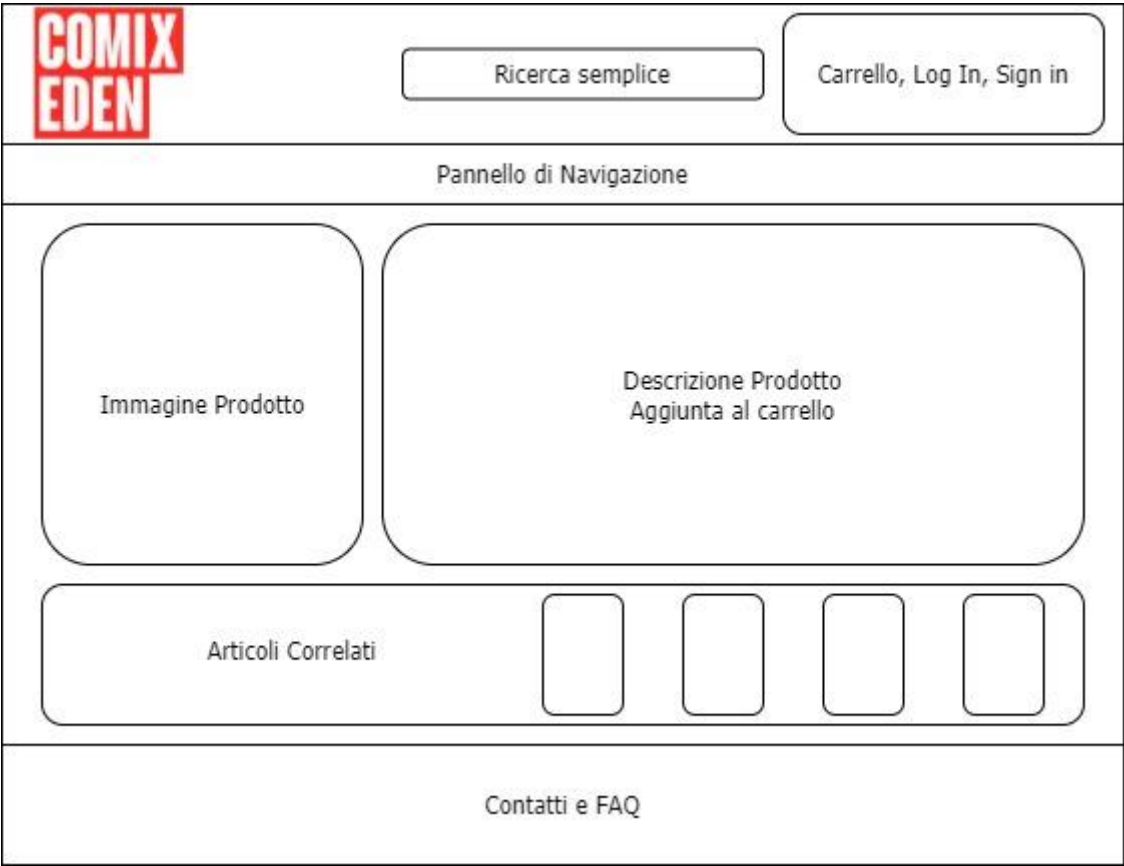 COMIX
EDEN
Ricerca semplice
Carrello, Log In, Sign in
Pannello di Navigazione
Immagine Prodotto
Descrizione Prodotto
Aggiunta al carrello
Articoli Correlati
Contatti e FAQ